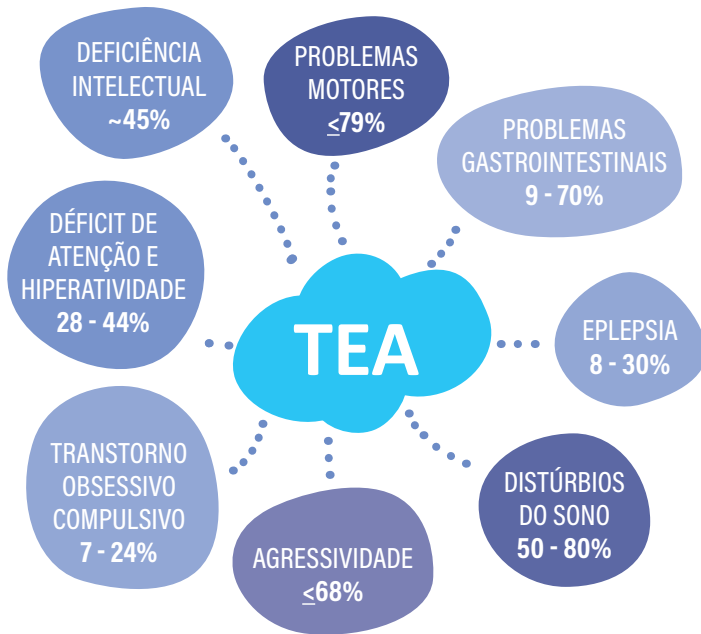 DEFICIÊNCIA
INTELECTUAL
~45%
PROBLEMAS
MOTORES
≤79%
PROBLEMAS
GASTROINTESTINAIS
9 - 70%
DÉFICIT DE
ATENÇÃO E
HIPERATIVIDADE
28 - 44%
TEA
EPLEPSIA
8 - 30%
TRANSTORNO
OBSESSIVO
COMPULSIVO
7 - 24%
AGRESSIVIDADE
≤68%
DISTÚRBIOS
DO SONO
50 - 80%